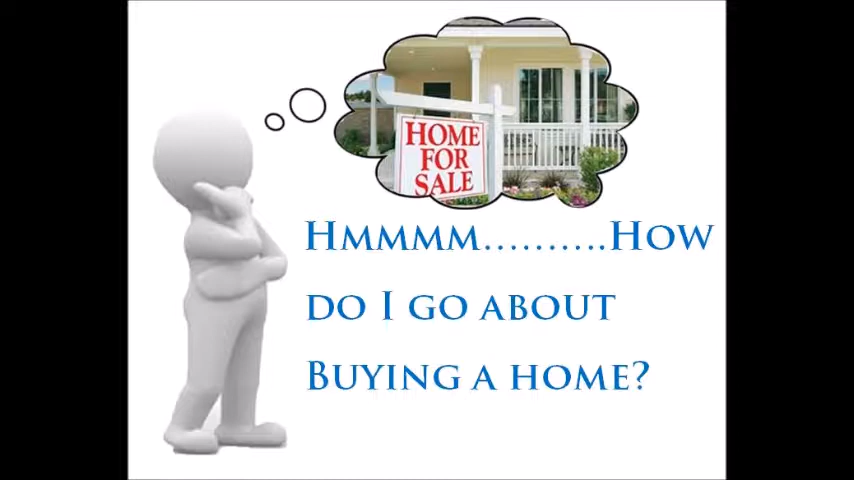 HOME
FOR
SALE
HMMMM..........HOW
DO I GO ABOUT
BUYING A HOME?